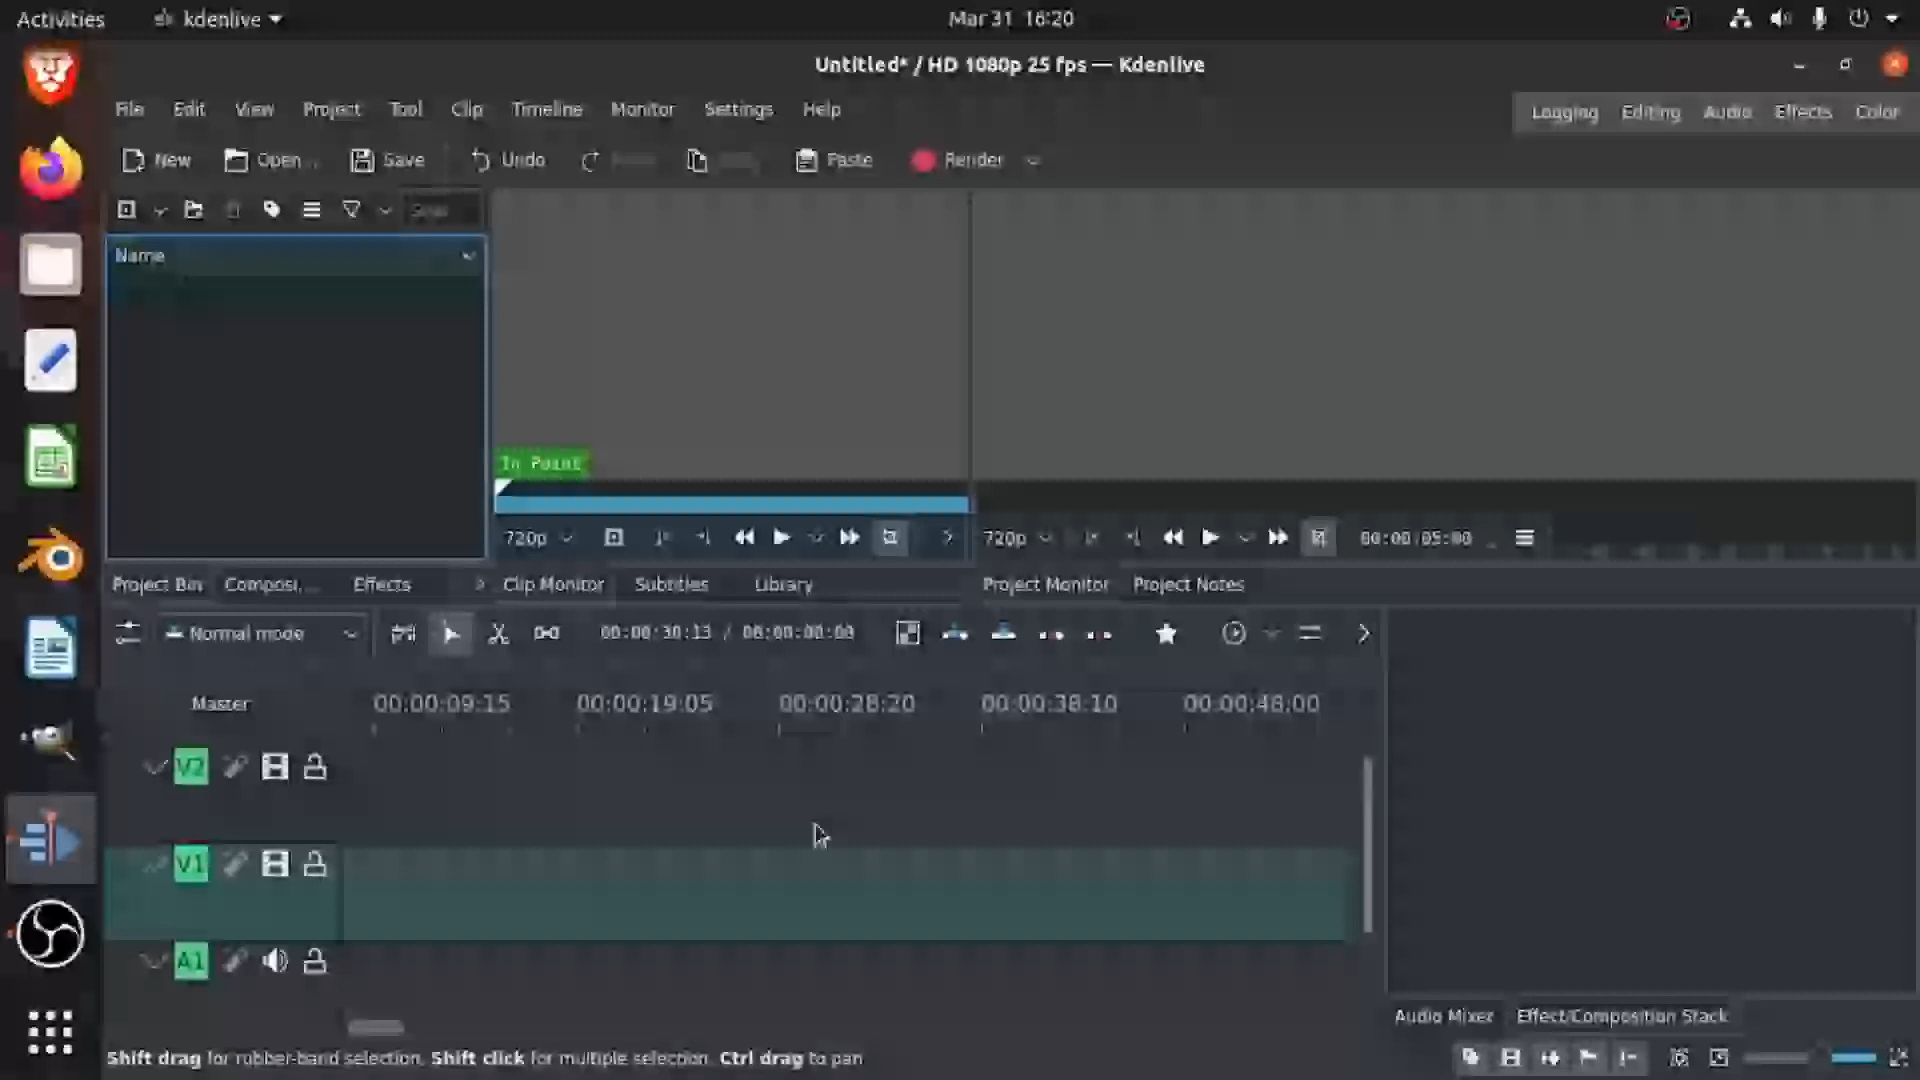 Activities kdenlive Mar 31 16:20
Untitled* / HD 1080p 25 fps — Kdenlive
File Edit View Project Tool Clip Timeline Monitor Settings Help
Logging Editing Audio Effects Color
New Open... Save Undo Paste Render
Name
In Point
720p
720p 00:00:05:00
Project Bin Composi... Effects Clip Monitor Subtitles Library Project Monitor Project Notes
Normal mode 00:00:30:13 / 00:00:00:00
Master 00:00:09:15 00:00:19:05 00:00:28:20 00:00:38:10 00:00:48:00
V2
V1
A1
Audio Mixer Effect/Composition Stack
Shift drag for rubber-band selection, Shift click for multiple selection, Ctrl drag to pan